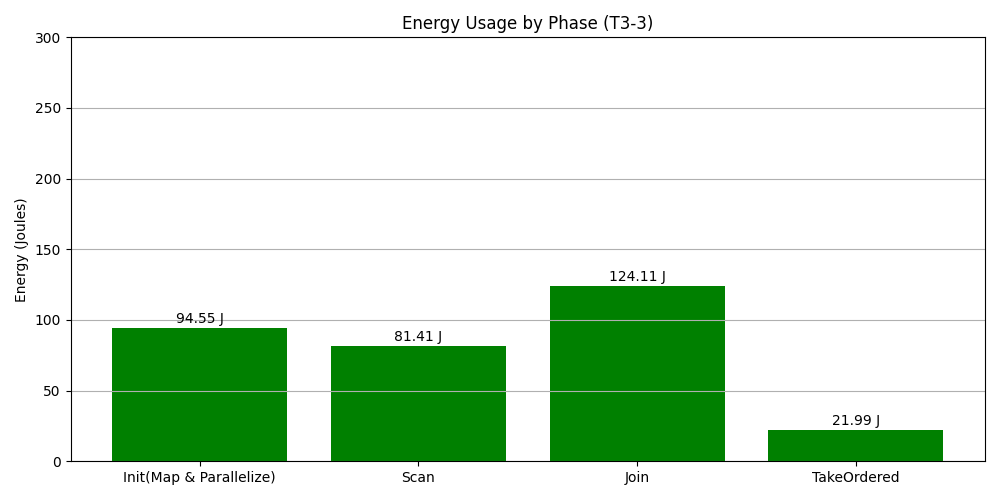 Energy Usage by Phase (T3-3)
Energy (Joules)
300
250
200
150
100
50
0
94.55 J
81.41 J
124.11 J
21.99 J
Init(Map & Parallelize)
Scan
Join
TakeOrdered